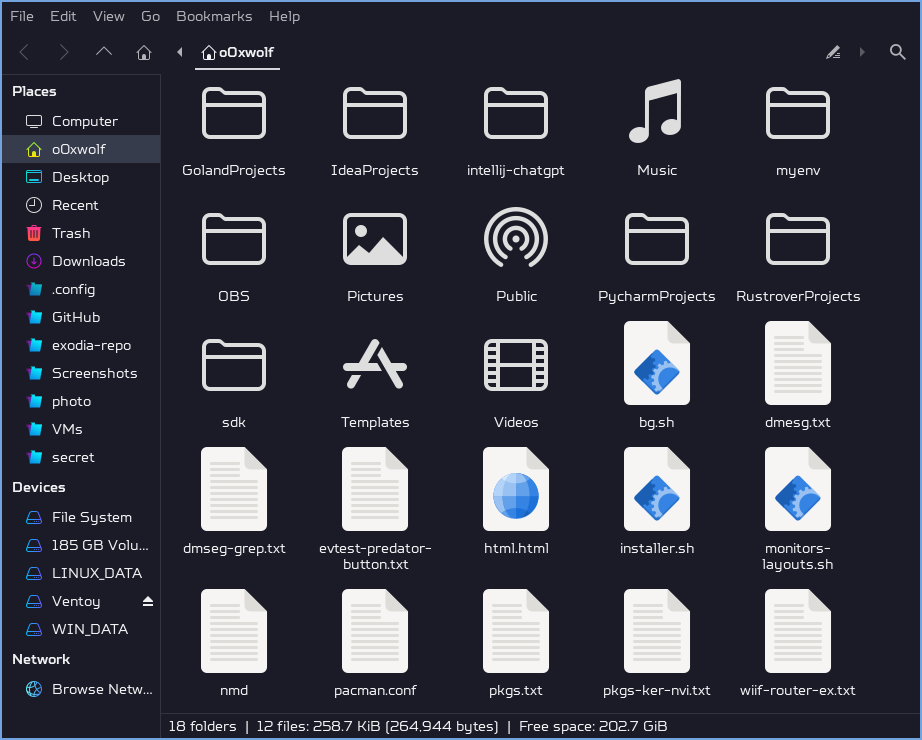 File Edit View Go Bookmarks Help
o0xwolf
Places
Computer
o0xwolf
Desktop
Recent
Trash
Downloads
.config
GitHub
exodia-repo
Screenshots
photo
VMs
secret
Devices
File System
185 GB Volu...
LINUX_DATA
Ventoy
WIN_DATA
Network
Browse Netw...
GolandProjects IdeaProjects intellij-chatgpt Music myenv
OBS Pictures Public PycharmProjects RustroverProjects
sdk Templates Videos bg.sh dmesg.txt
dmseg-grep.txt evtest-predator-button.txt html.html installer.sh monitors-layouts.sh
nmd pacman.conf pkgs.txt pkgs-ker-nvi.txt wiif-router-ex.txt
18 folders | 12 files: 258.7 KiB (264,944 bytes) | Free space: 202.7 GiB